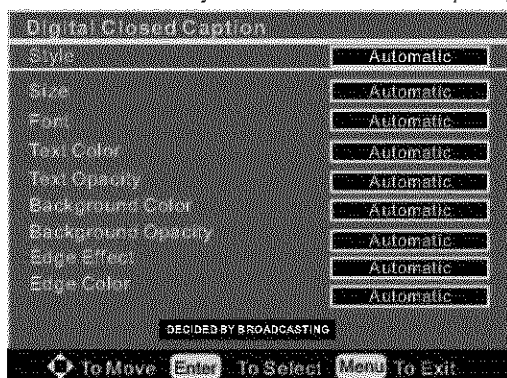 Digital Closed Caption
Style Automatic
Size Automatic
Font Automatic
Text Color Automatic
Text Opacity Automatic
Background Color Automatic
Background Opacity Automatic
Edge Effect Automatic
Edge Color Automatic
DECIDED BY BROADCASTING
To Move Enter To Select Menu To Exit